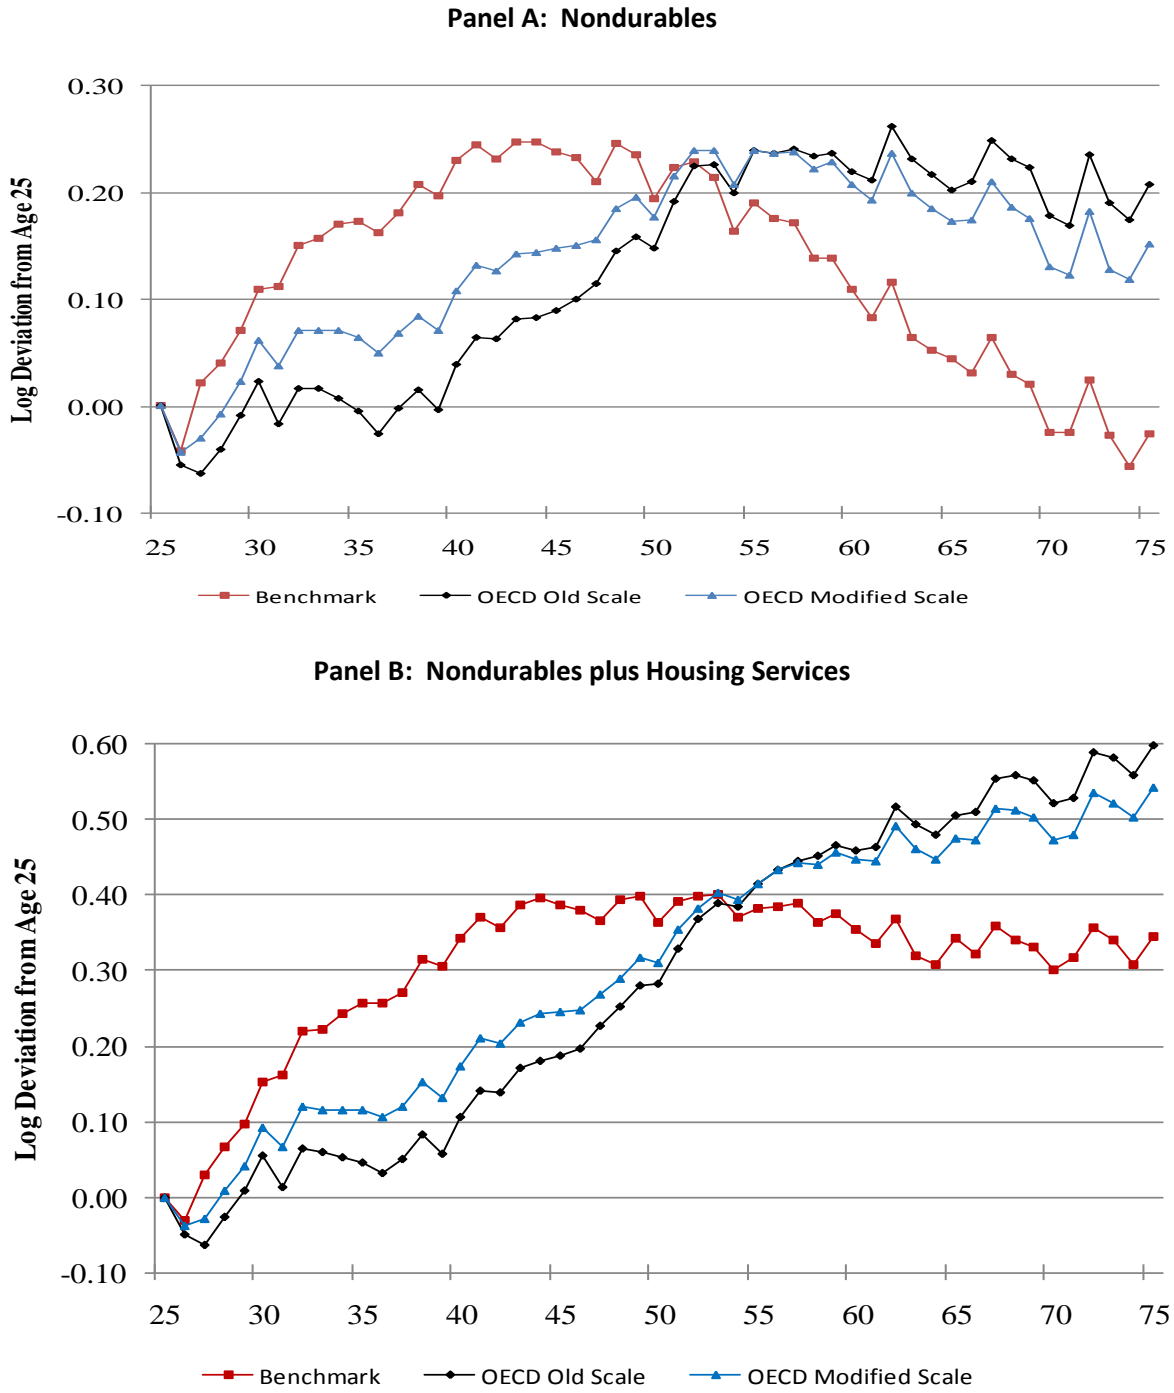 Panel A: Nondurables
Log Deviation from Age 25
0.30
0.20
0.10
0.00
-0.10
25 30 35 40 45 50 55 60 65 70 75
Benchmark OECD Old Scale OECD Modified Scale
Panel B: Nondurables plus Housing Services
Log Deviation from Age 25
0.60
0.50
0.40
0.30
0.20
0.10
0.00
-0.10
25 30 35 40 45 50 55 60 65 70 75
Benchmark OECD Old Scale OECD Modified Scale